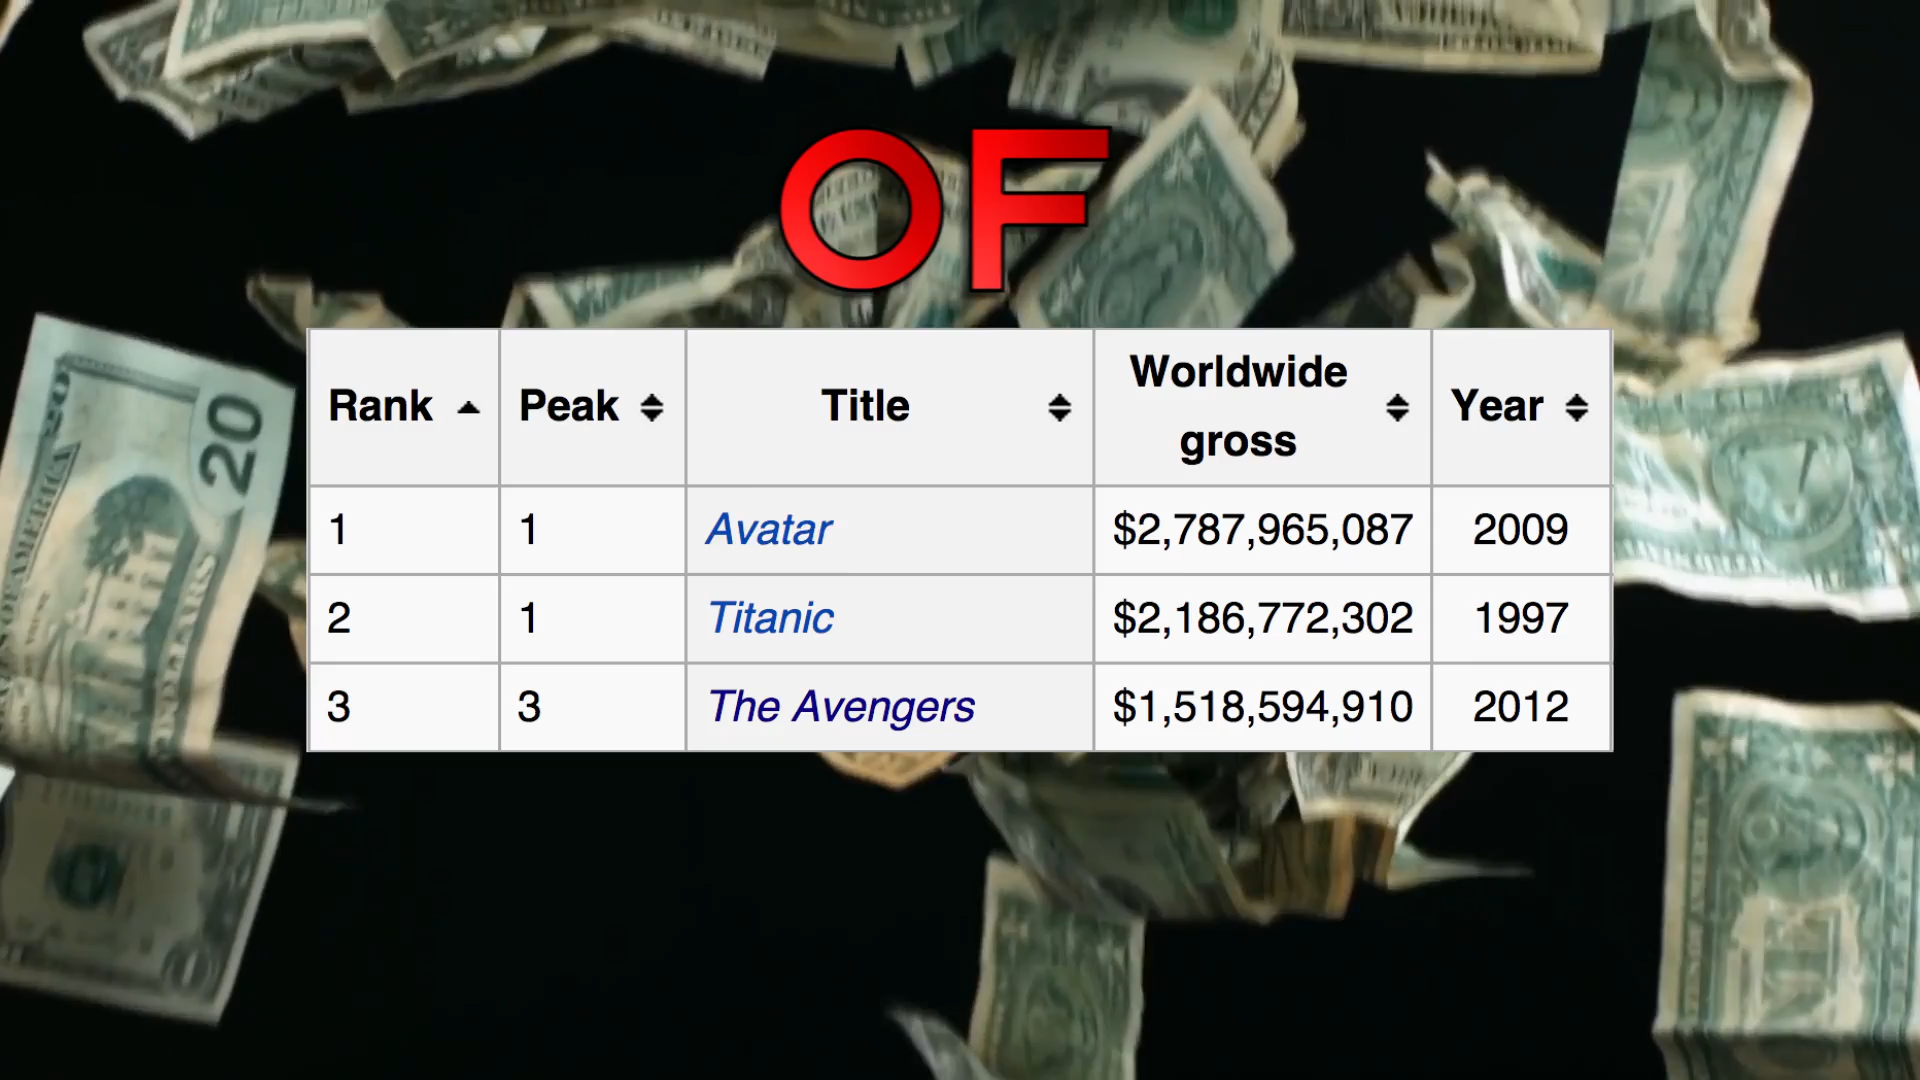 OF
Rank Peak Title Worldwide gross Year
1 1 Avatar $2,787,965,087 2009
2 1 Titanic $2,186,772,302 1997
3 3 The Avengers $1,518,594,910 2012
20